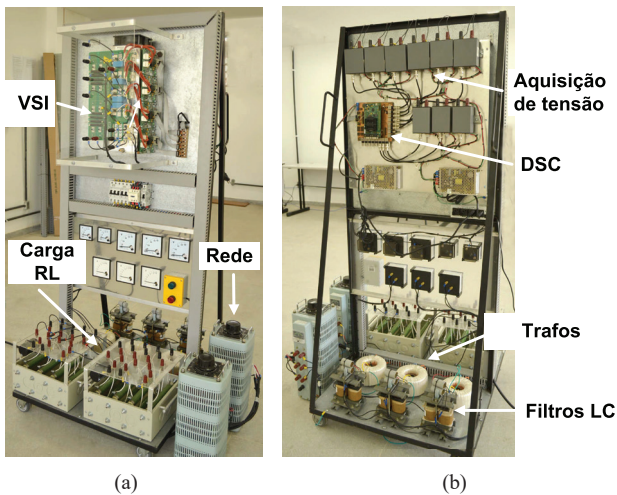 VSI
Carga
RL
Rede
Aquisição
de tensão
DSC
Trafos
Filtros LC
(a)
(b)